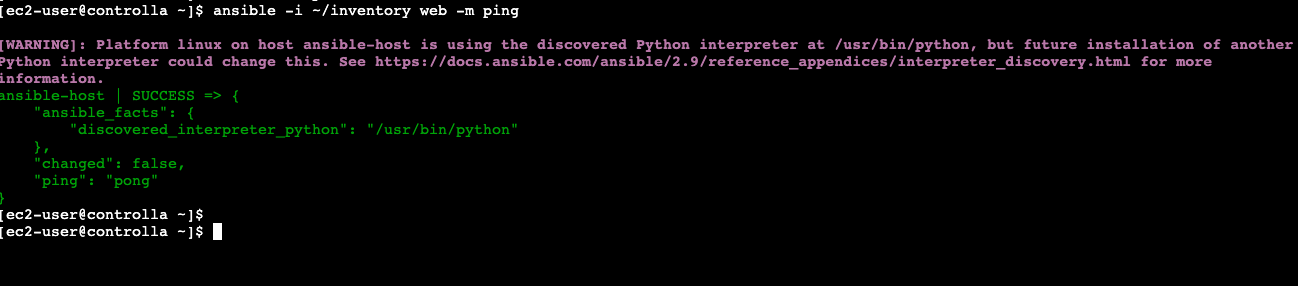 [ec2-user@controlla ~]$ ansible -i ~/inventory web -m ping
[WARNING]: Platform linux on host ansible-host is using the discovered Python interpreter at /usr/bin/python, but future installation of another
Python interpreter could change this. See https://docs.ansible.com/ansible/2.9/reference_appendices/interpreter_discovery.html for more
information.
ansible-host | SUCCESS => {
    "ansible_facts": {
        "discovered_interpreter_python": "/usr/bin/python"
    },
    "changed": false,
    "ping": "pong"
}
[ec2-user@controlla ~]$
[ec2-user@controlla ~]$